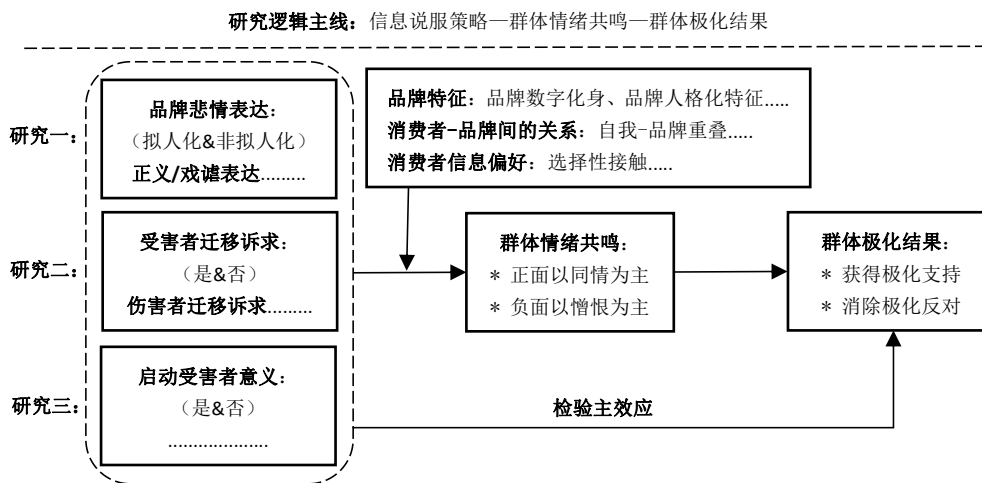 研究逻辑主线：信息说服策略—群体情绪共鸣—群体极化结果
研究一：
品牌悲情表达：
（拟人化&非拟人化）
正义/戏谑表达.........
品牌特征：品牌数字化身、品牌人格化特征.....
消费者-品牌间的关系：自我-品牌重叠.....
消费者信息偏好：选择性接触.....
研究二：
受害者迁移诉求：
（是&否）
伤害者迁移诉求.........
群体情绪共鸣：
* 正面以同情为主
* 负面以憎恨为主
群体极化结果：
* 获得极化支持
* 消除极化反对
研究三：
启动受害者意义：
（是&否）
....................
检验主效应